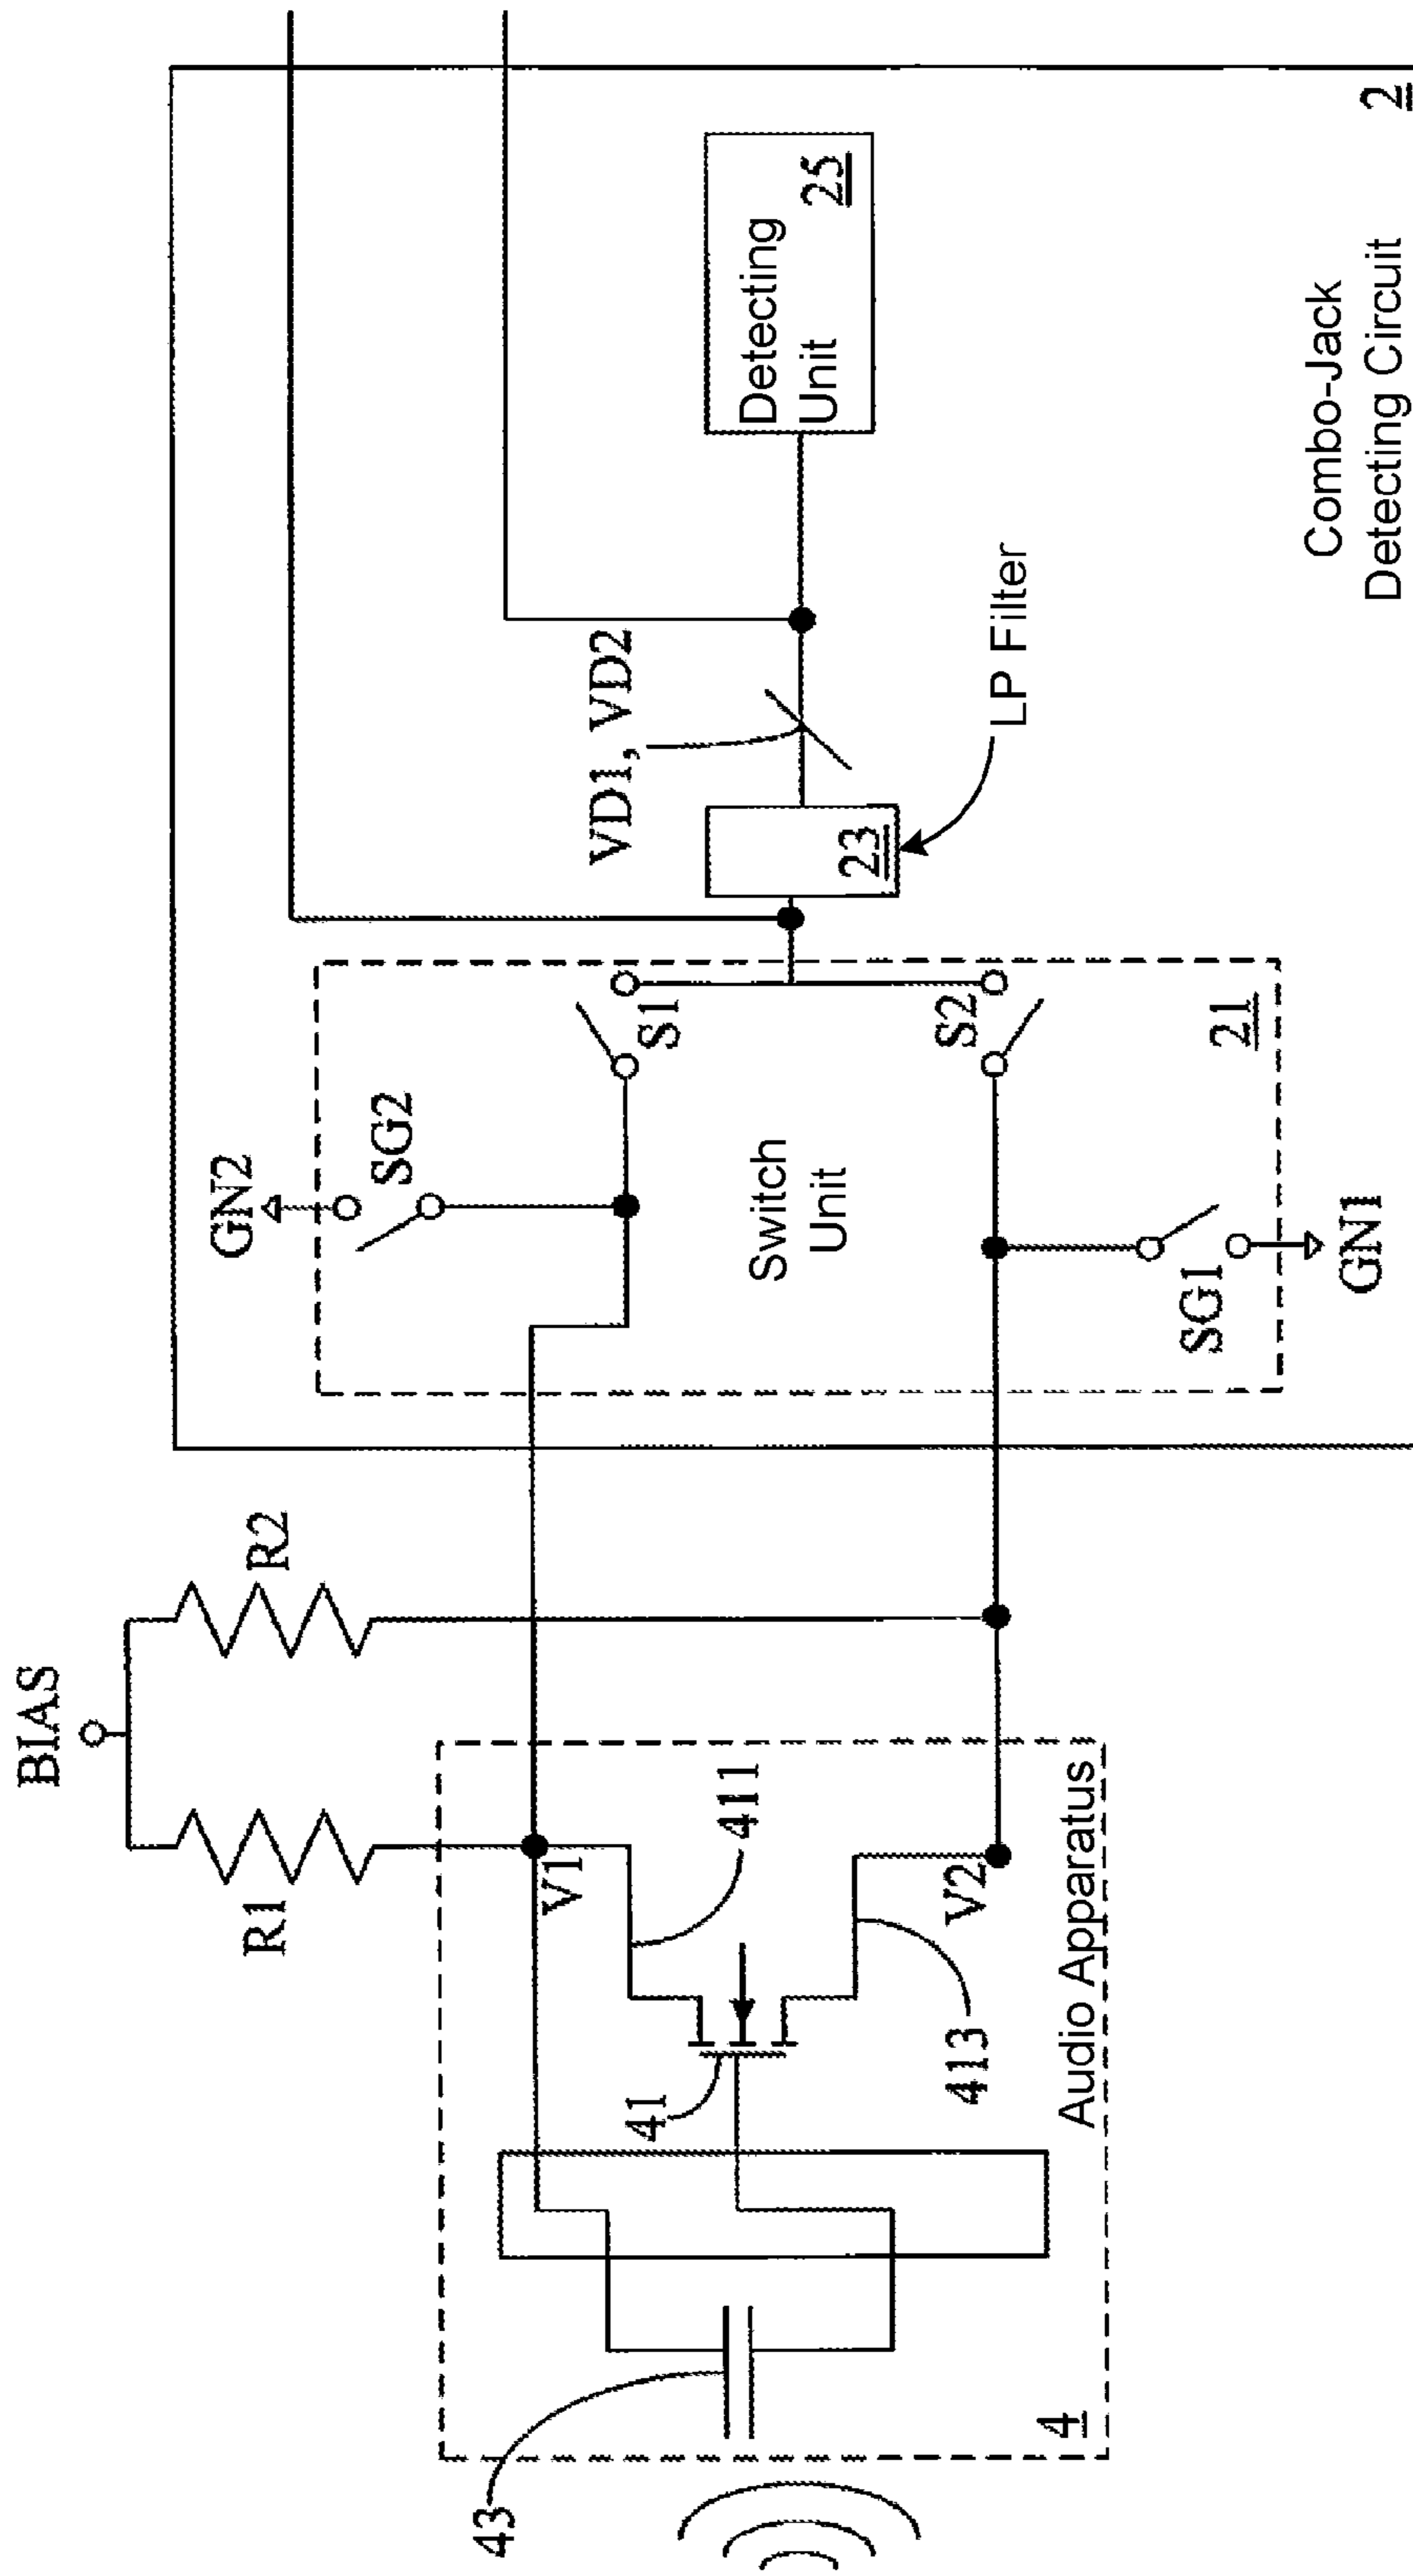 BIAS
R1
R2
V1
411
41
413
V2
43
4
Audio Apparatus
GN2
SG2
S1
Switch
Unit
S2
SG1
GN1
21
VD1, VD2
23
LP Filter
Detecting
Unit
25
Combo-Jack
Detecting Circuit
2